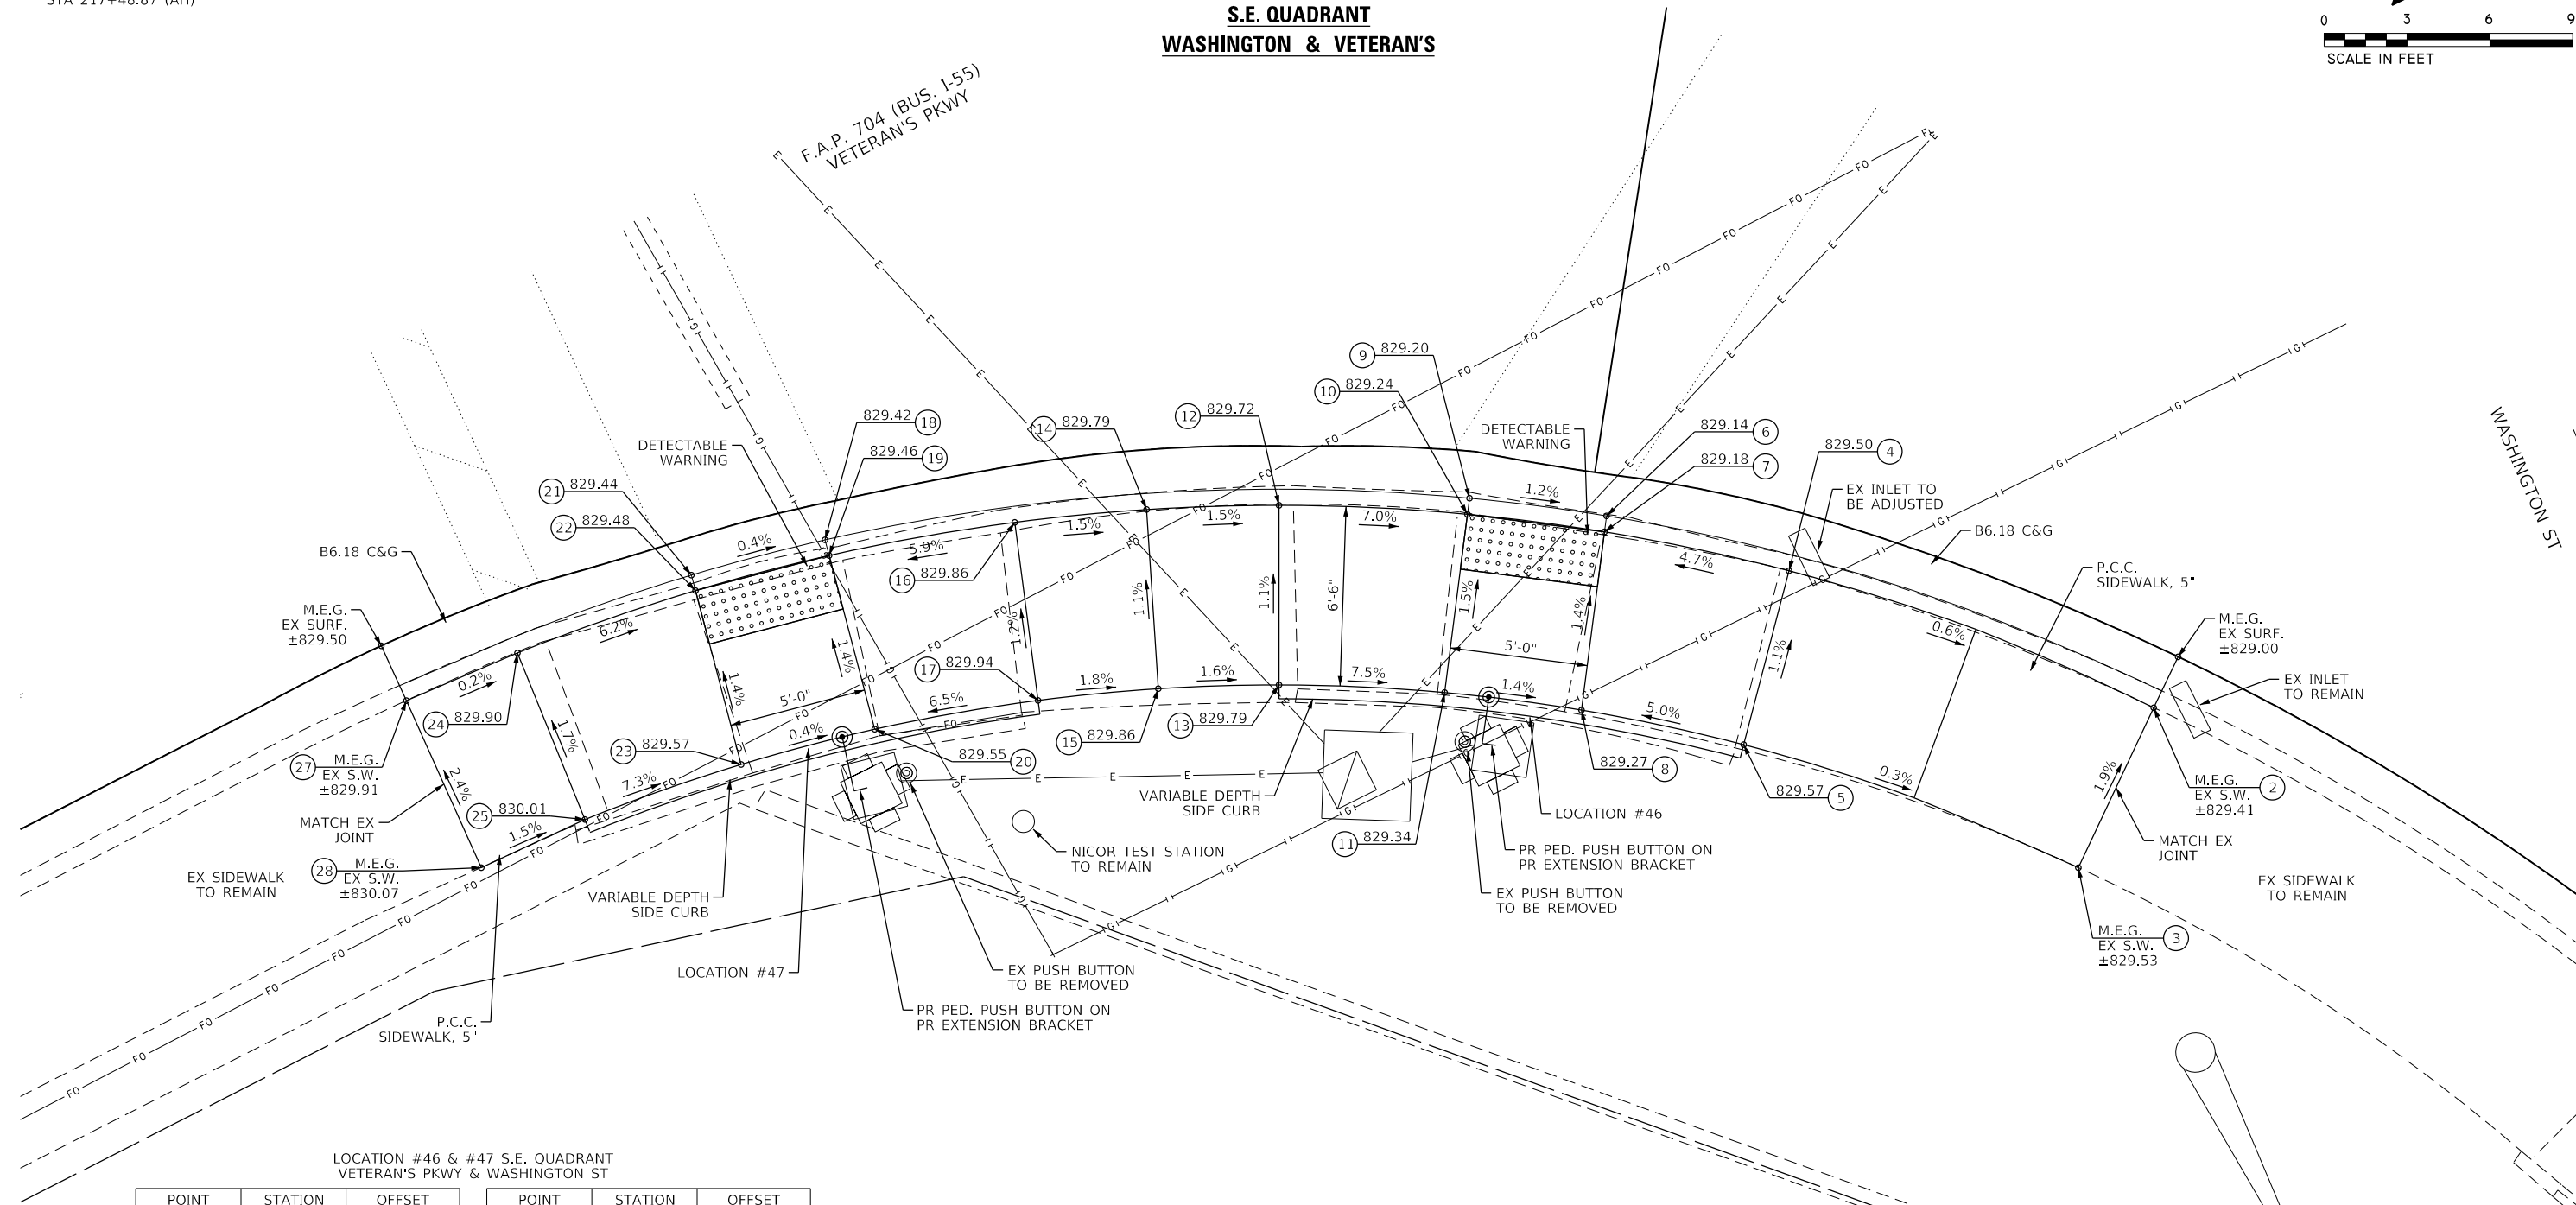 S.E. QUADRANT
WASHINGTON & VETERAN'S
0 3 6 9
SCALE IN FEET
F.A.P. 704 (BUS. I-55)
VETERAN'S PKWY
WASHINGTON ST
9 829.20
10 829.24
12 829.72
14 829.79
829.42 18
829.46 19
DETECTABLE
WARNING
DETECTABLE
WARNING
829.14 6
829.18 7
829.50 4
EX INLET TO
BE ADJUSTED
B6.18 C&G
P.C.C.
SIDEWALK, 5"
21 829.44
22 829.48
B6.18 C&G
16 829.86
0.4%
5.9%
1.5%
1.5%
7.0%
1.2%
4.7%
0.6%
6.2%
0.2%
1.7%
2.4%
1.4%
1.4%
1.2%
1.1%
1.1%
6'-6"
1.5%
1.4%
1.1%
1.9%
5'-0"
5'-0"
M.E.G.
EX SURF.
±829.50
M.E.G.
EX SURF.
±829.00
EX INLET
TO REMAIN
17 829.94
6.5%
1.8%
1.6%
7.5%
1.4%
5.0%
0.3%
0.4%
7.3%
1.5%
24 829.90
23 829.57
829.55 20
15 829.86
13 829.79
829.27 8
829.57 5
27 M.E.G.
EX S.W.
±829.91
M.E.G. 2
EX S.W.
±829.41
25 830.01
MATCH EX
JOINT
MATCH EX
JOINT
VARIABLE DEPTH
SIDE CURB
LOCATION #46
11 829.34
28 M.E.G.
EX S.W.
±830.07
EX SIDEWALK
TO REMAIN
EX SIDEWALK
TO REMAIN
NICOR TEST STATION
TO REMAIN
PR PED. PUSH BUTTON ON
PR EXTENSION BRACKET
EX PUSH BUTTON
TO BE REMOVED
VARIABLE DEPTH
SIDE CURB
M.E.G. 3
EX S.W.
±829.53
LOCATION #47
EX PUSH BUTTON
TO BE REMOVED
PR PED. PUSH BUTTON ON
PR EXTENSION BRACKET
P.C.C.
SIDEWALK, 5"
LOCATION #46 & #47 S.E. QUADRANT
VETERAN'S PKWY & WASHINGTON ST
POINT STATION OFFSET POINT STATION OFFSET